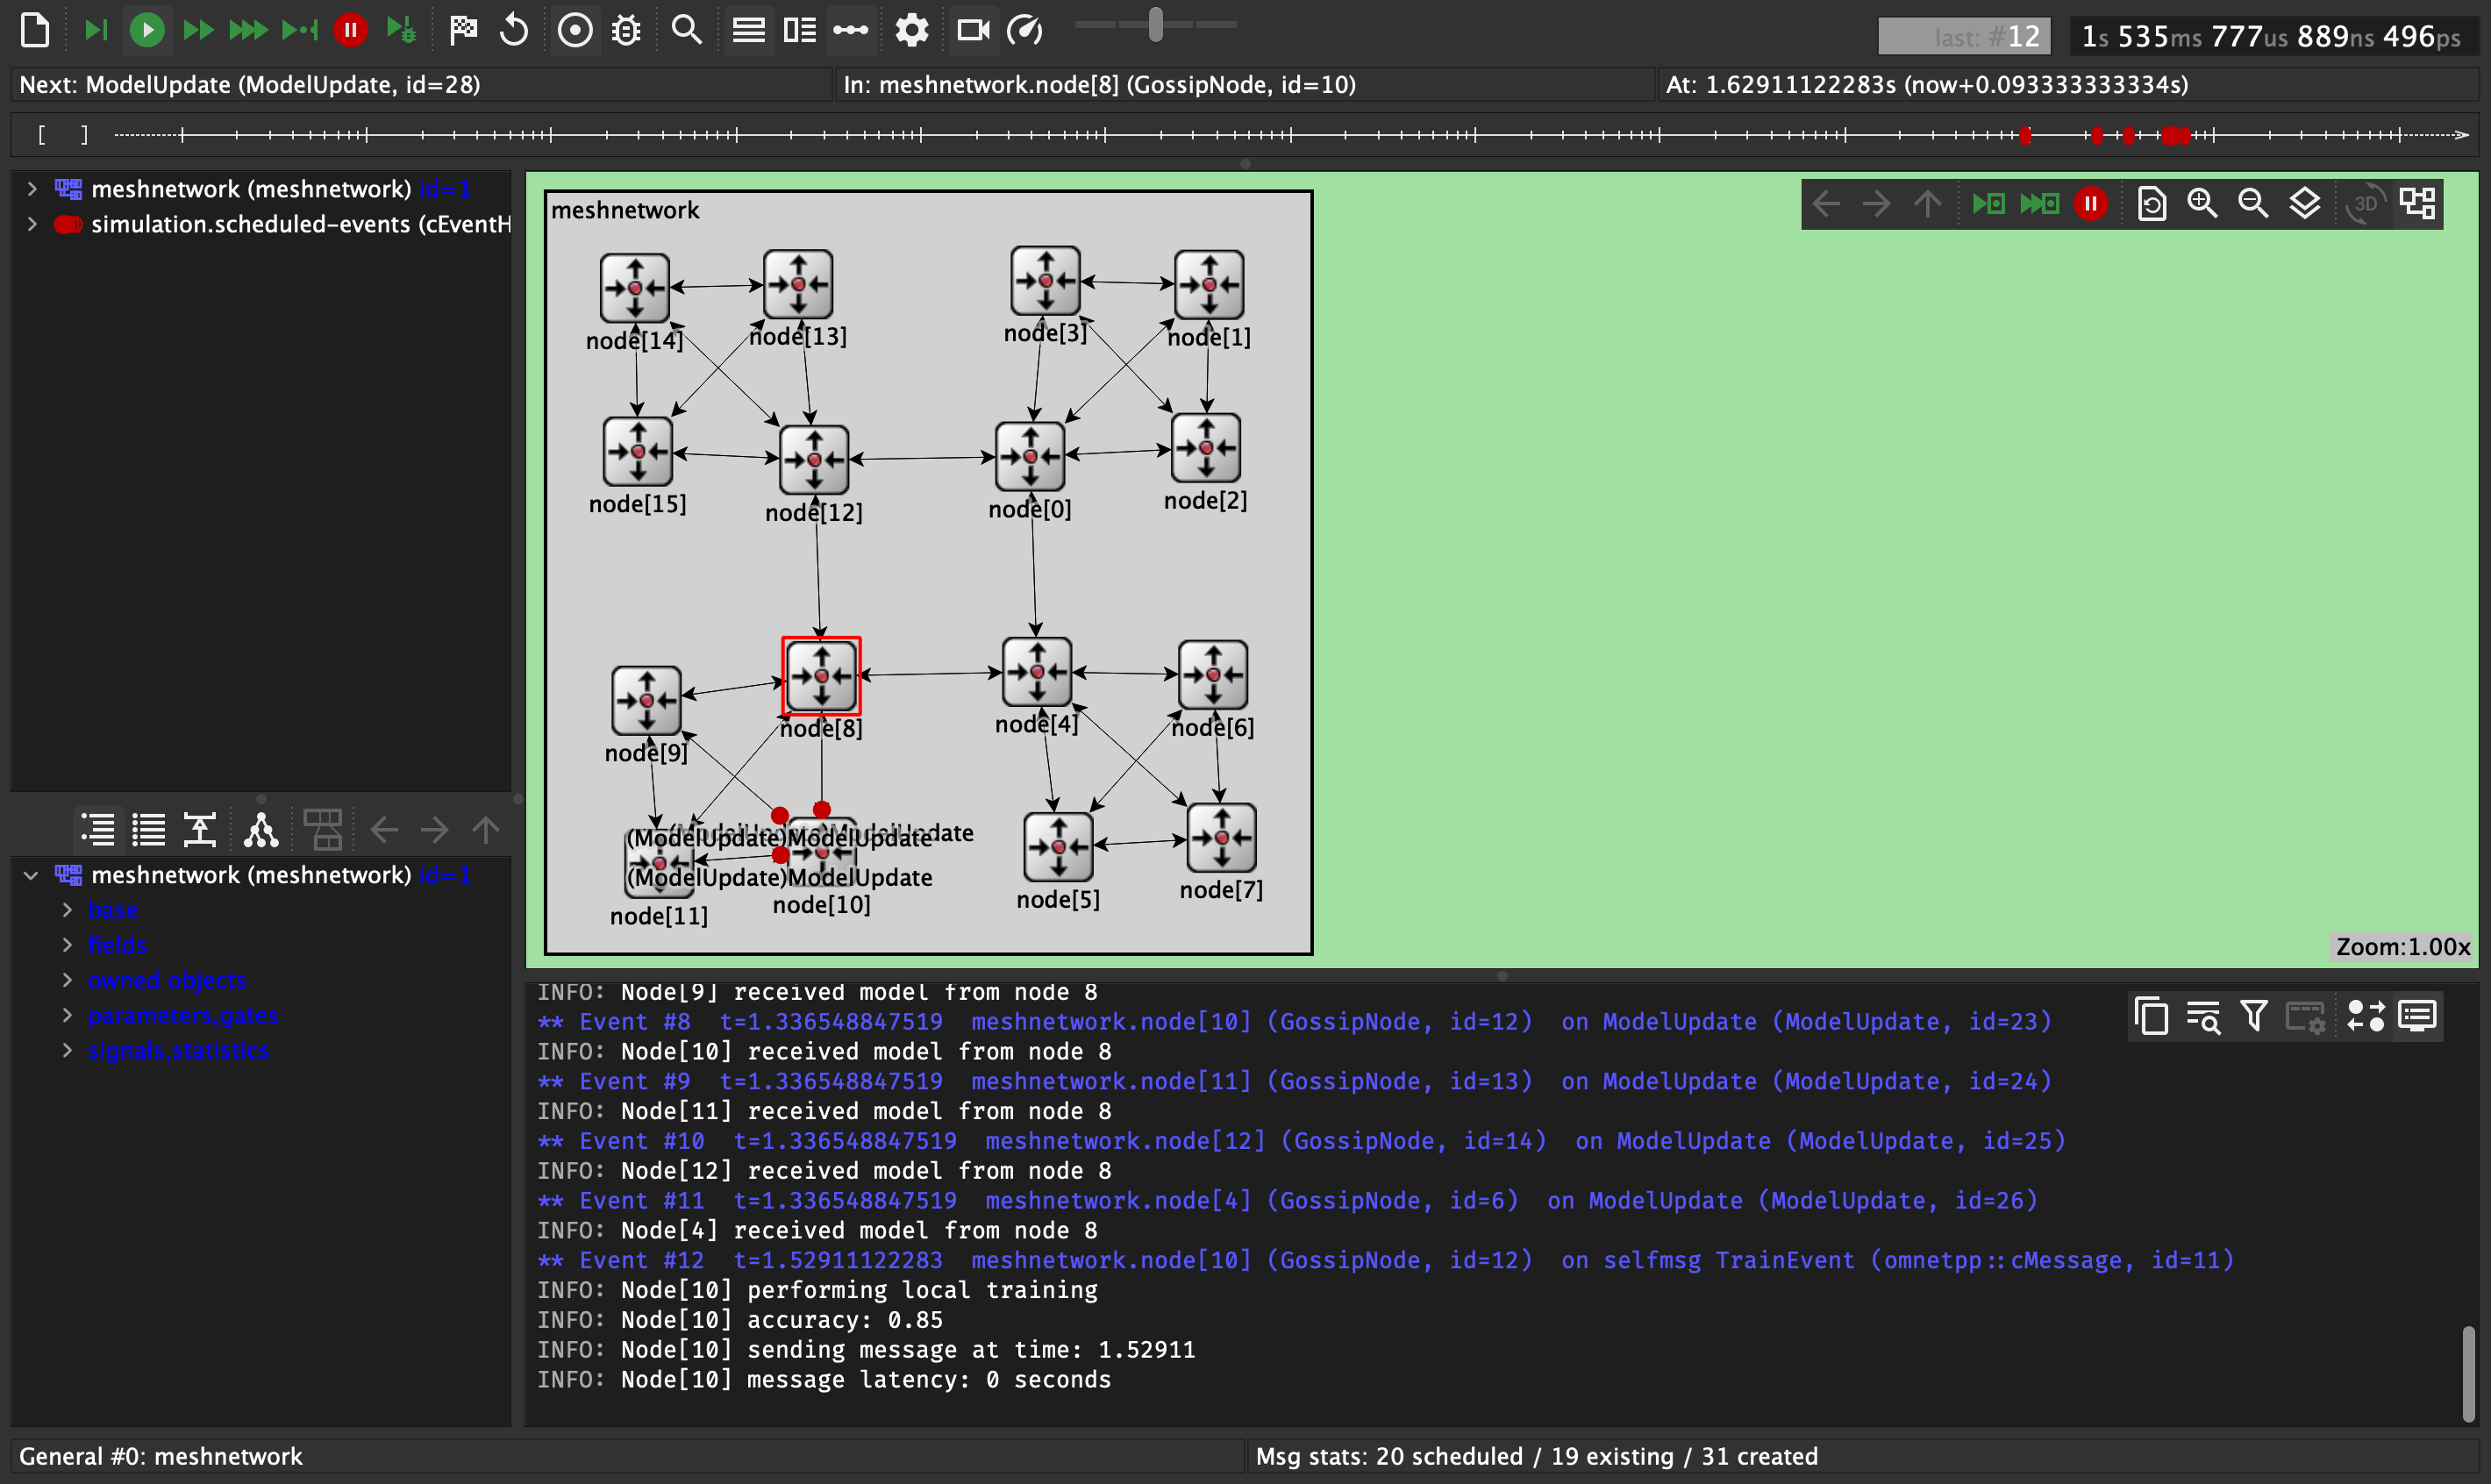 last: #12
1s 535ms 777us 889ns 496ps
Next: ModelUpdate (ModelUpdate, id=28)
In: meshnetwork.node[8] (GossipNode, id=10)
At: 1.62911122283s (now+0.093333333334s)
[ ]
meshnetwork (meshnetwork) id=1
simulation.scheduled-events (cEventH
meshnetwork
3D
node[14]
node[13]
node[3]
node[1]
node[15]
node[12]
node[0]
node[2]
node[9]
node[8]
node[4]
node[6]
(ModelUpdate)ModelUpdate
(ModelUpdate)ModelUpdate
node[11]
node[10]
node[5]
node[7]
Zoom:1.00x
meshnetwork (meshnetwork) id=1
base
fields
owned objects
parameters,gates
signals,statistics
INFO: Node[9] received model from node 8
** Event #8 t=1.336548847519 meshnetwork.node[10] (GossipNode, id=12) on ModelUpdate (ModelUpdate, id=23)
INFO: Node[10] received model from node 8
** Event #9 t=1.336548847519 meshnetwork.node[11] (GossipNode, id=13) on ModelUpdate (ModelUpdate, id=24)
INFO: Node[11] received model from node 8
** Event #10 t=1.336548847519 meshnetwork.node[12] (GossipNode, id=14) on ModelUpdate (ModelUpdate, id=25)
INFO: Node[12] received model from node 8
** Event #11 t=1.336548847519 meshnetwork.node[4] (GossipNode, id=6) on ModelUpdate (ModelUpdate, id=26)
INFO: Node[4] received model from node 8
** Event #12 t=1.52911122283 meshnetwork.node[10] (GossipNode, id=12) on selfmsg TrainEvent (omnetpp::cMessage, id=11)
INFO: Node[10] performing local training
INFO: Node[10] accuracy: 0.85
INFO: Node[10] sending message at time: 1.52911
INFO: Node[10] message latency: 0 seconds
General #0: meshnetwork
Msg stats: 20 scheduled / 19 existing / 31 created